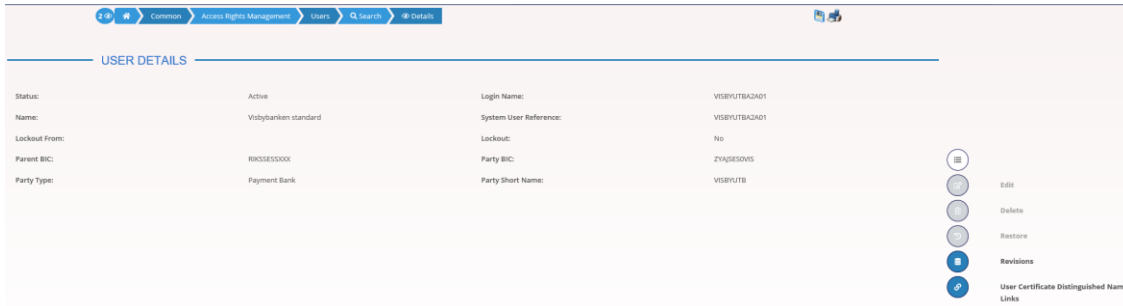 2 Common Access Rights Management Users Search Details
USER DETAILS
Status: Active Login Name: VISBYUTBA2A01
Name: Visbybanken standard System User Reference: VISBYUTBA2A01
Lockout From: Lockout: No
Parent BIC: RIKSSESSXXX Party BIC: ZYAJSES0VIS
Party Type: Payment Bank Party Short Name: VISBYUTB
Edit
Delete
Restore
Revisions
User Certificate Distinguished Nam
Links